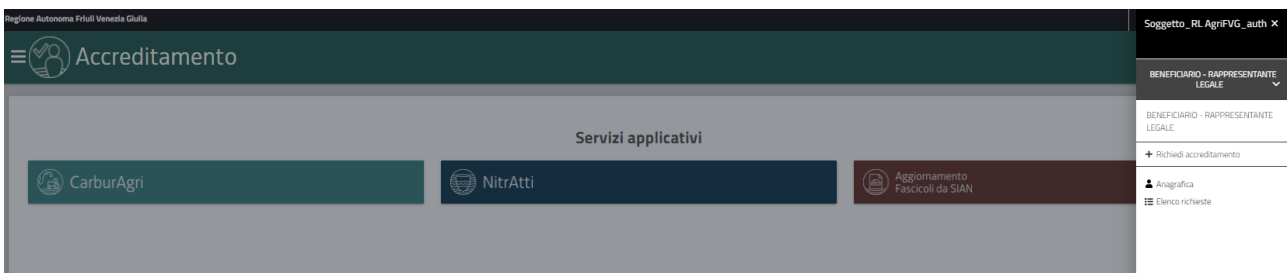 Regione Autonoma Friuli Venezia Giulia
Accreditamento
Servizi applicativi
CarburAgri
NitrAtti
Aggiornamento
Fascicoli da SIAN
Soggetto_RL AgriFVG_auth ×
BENEFICIARIO - RAPPRESENTANTE
LEGALE
BENEFICIARIO - RAPPRESENTANTE
LEGALE
+ Richiedi accreditamento
Anagrafica
Elenco richieste